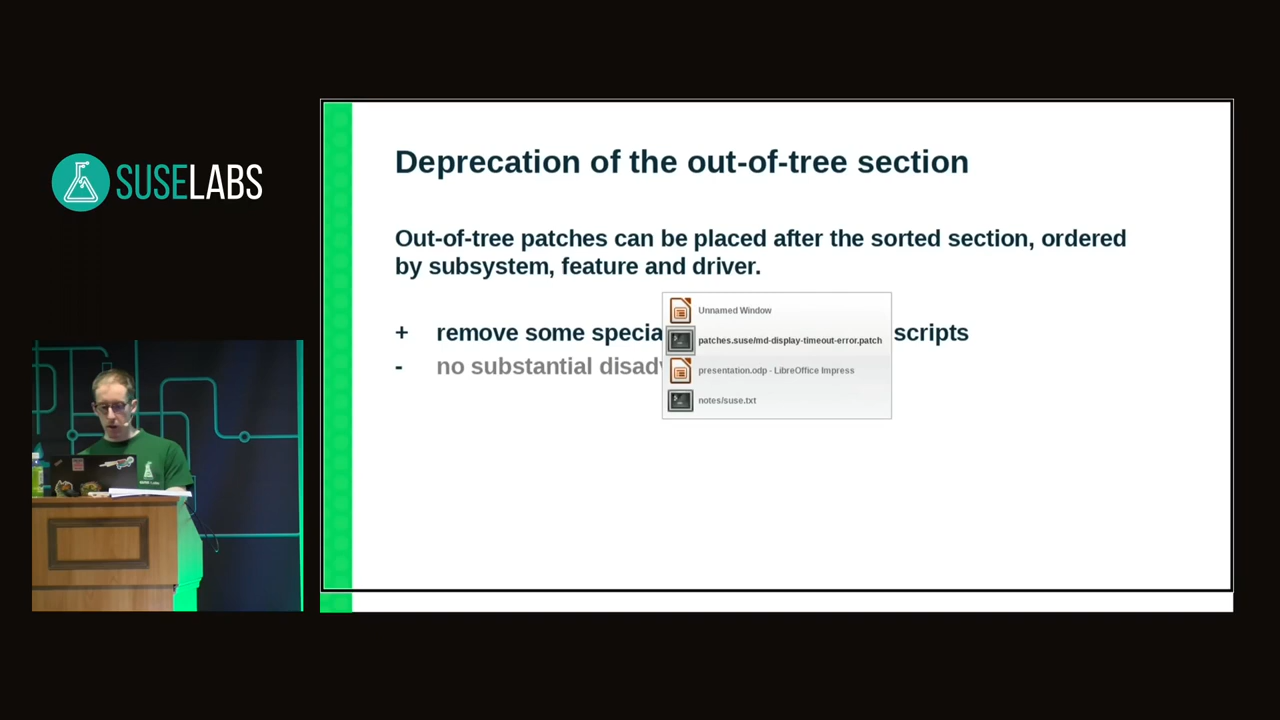 SUSELABS
Deprecation of the out-of-tree section
Out-of-tree patches can be placed after the sorted section, ordered
by subsystem, feature and driver.
+ remove some specia scripts
- no substantial disadv
Unnamed Window
patches.suse/md-display-timeout-error.patch
presentation.odp - LibreOffice Impress
notes/suse.txt